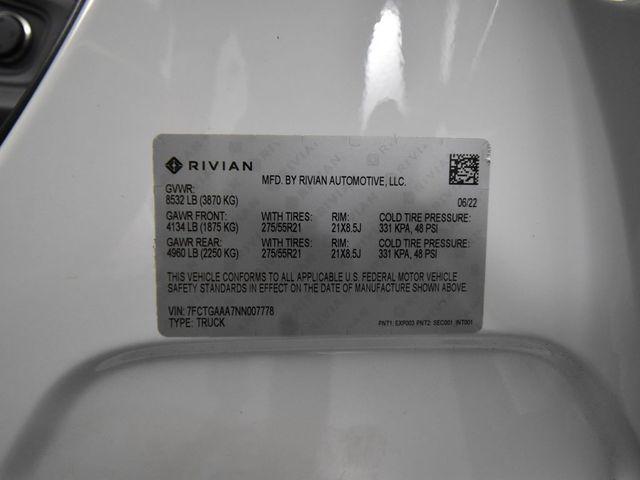 RIVIAN
MFD. BY RIVIAN AUTOMOTIVE, LLC.
GVWR:
8532 LB (3870 KG)
06/22
GAWR FRONT: WITH TIRES: RIM: COLD TIRE PRESSURE:
4134 LB (1875 KG) 275/55R21 21X8.5J 331 KPA, 48 PSI
GAWR REAR: WITH TIRES: RIM: COLD TIRE PRESSURE:
4960 LB (2250 KG) 275/55R21 21X8.5J 331 KPA, 48 PSI
THIS VEHICLE CONFORMS TO ALL APPLICABLE U.S. FEDERAL MOTOR VEHICLE
SAFETY STANDARDS IN EFFECT ON THE DATE OF MANUFACTURE SHOWN ABOVE.
VIN: 7FCTGAAA7NN007778
TYPE: TRUCK
PNT1: EXP003 PNT2: SEC001 INT001